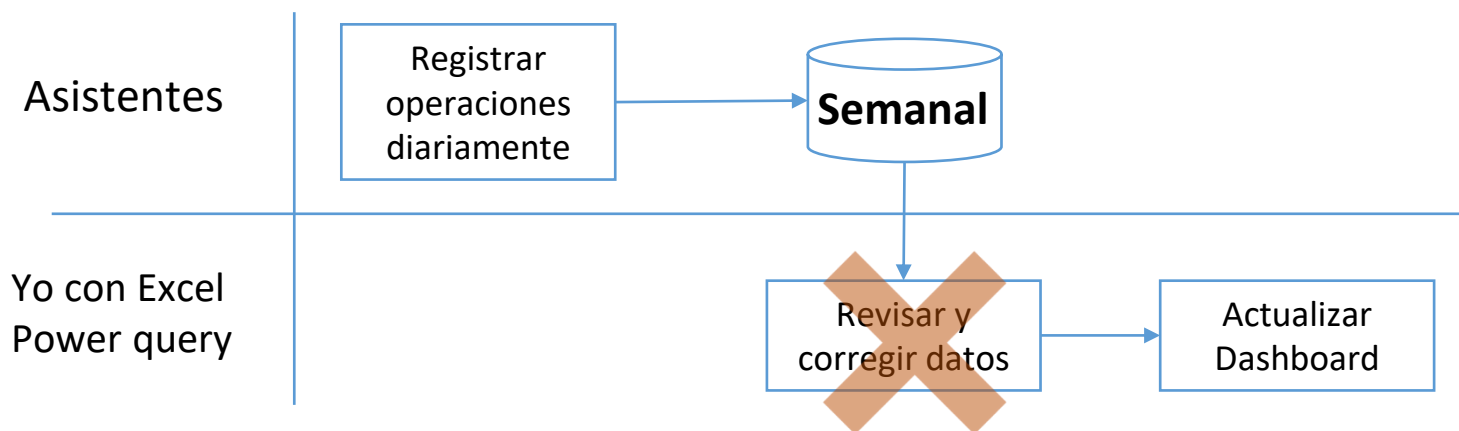 Asistentes
Registrar
operaciones
diariamente
Semanal
Yo con Excel
Power query
Revisar y
corregir datos
Actualizar
Dashboard